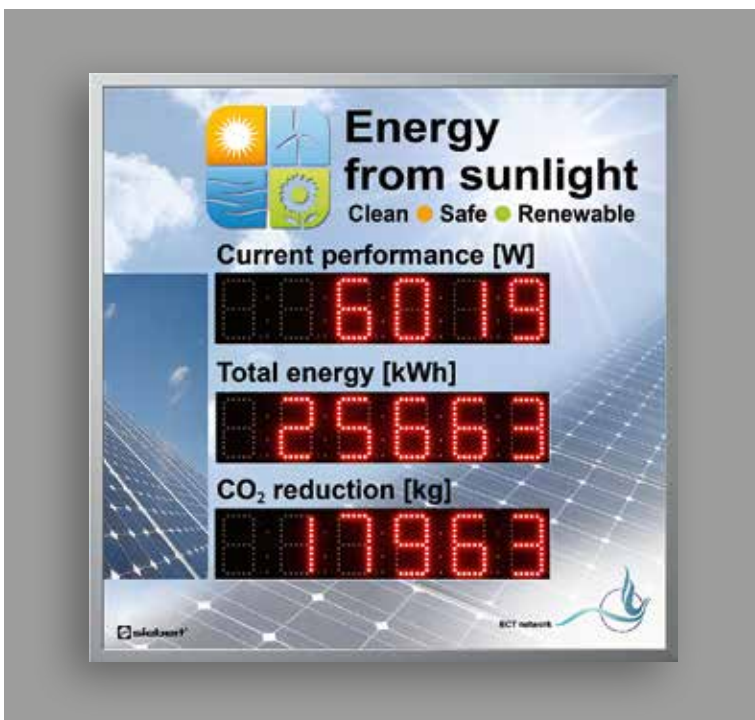 Energy
from sunlight
Clean Safe Renewable
Current performance [W]
6019
Total energy [kWh]
25663
CO₂ reduction [kg]
17963
siebert
ECT network